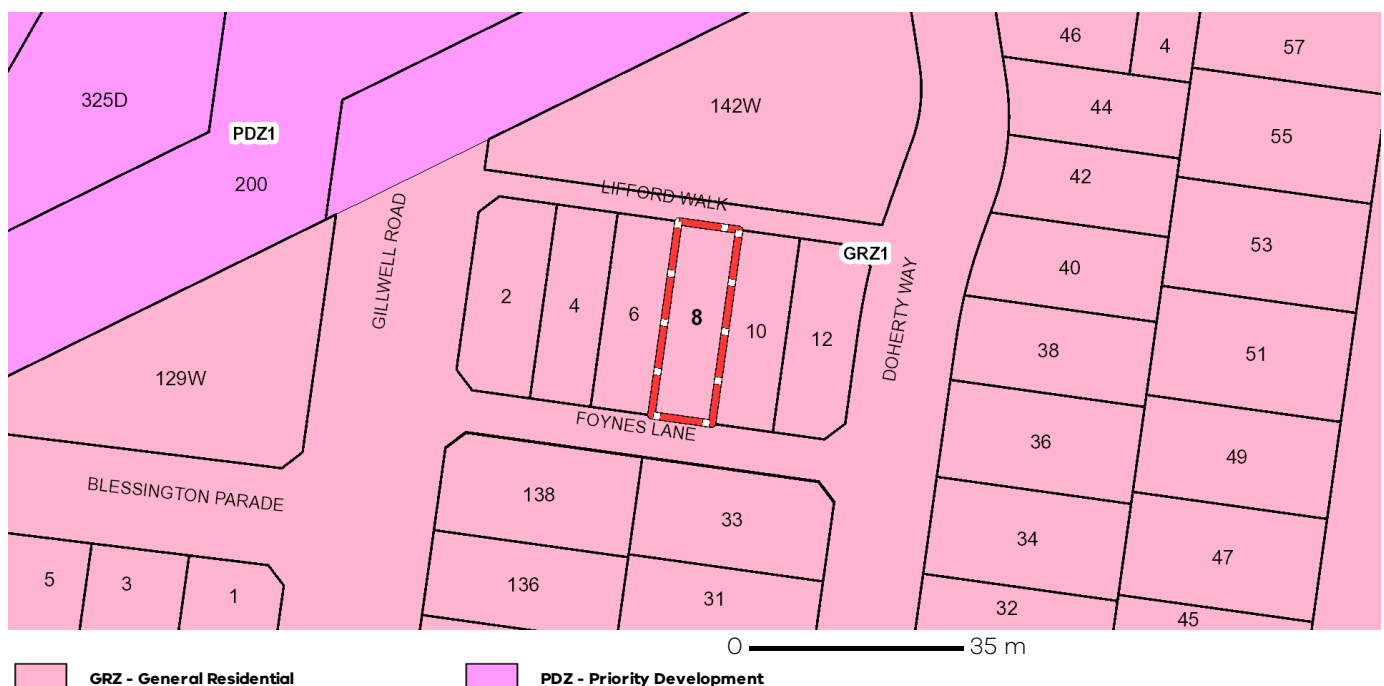 46
4
57
325D
142W
44
PDZ1
55
42
200
LIFFORD WALK
GILLWELL ROAD
53
GRZ1
40
2
4
6
8
10
12
DOHERTY WAY
38
51
129W
FOYNES LANE
36
49
BLESSINGTON PARADE
138
33
34
47
5
3
1
136
31
32
45
0 35 m
GRZ - General Residential
PDZ - Priority Development